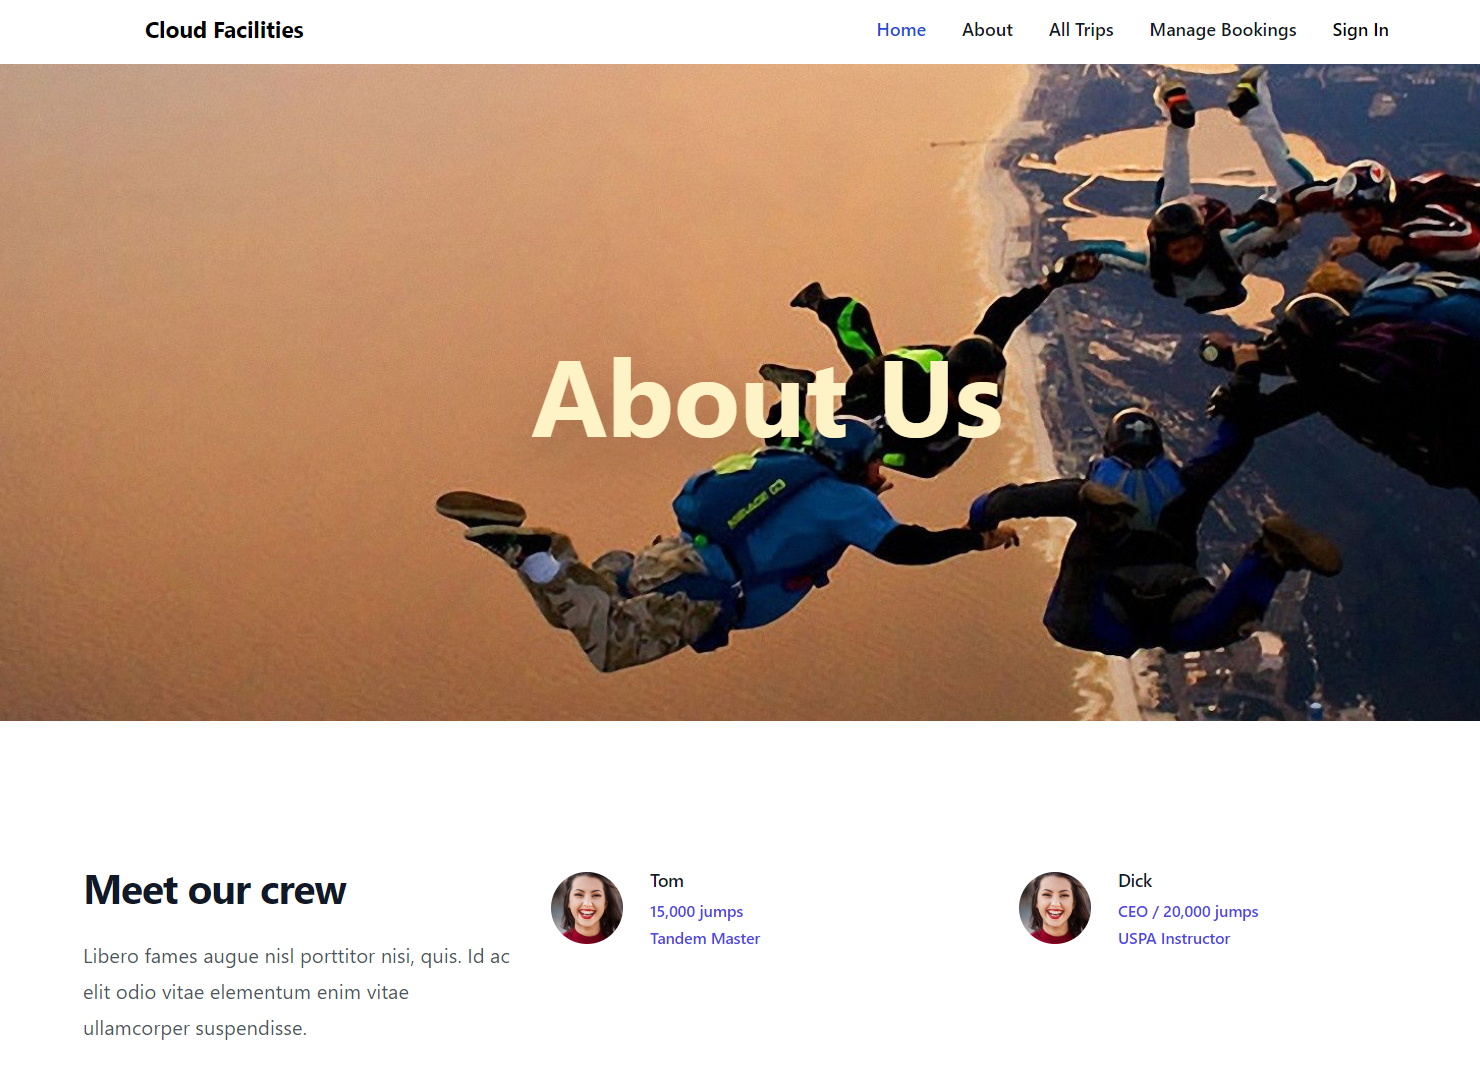 Cloud Facilities
Home About All Trips Manage Bookings Sign In
About Us
MIRAGE G3
Meet our crew
Libero fames augue nisl porttitor nisi, quis. Id ac
elit odio vitae elementum enim vitae
ullamcorper suspendisse.
Tom
15,000 jumps
Tandem Master
Dick
CEO / 20,000 jumps
USPA Instructor